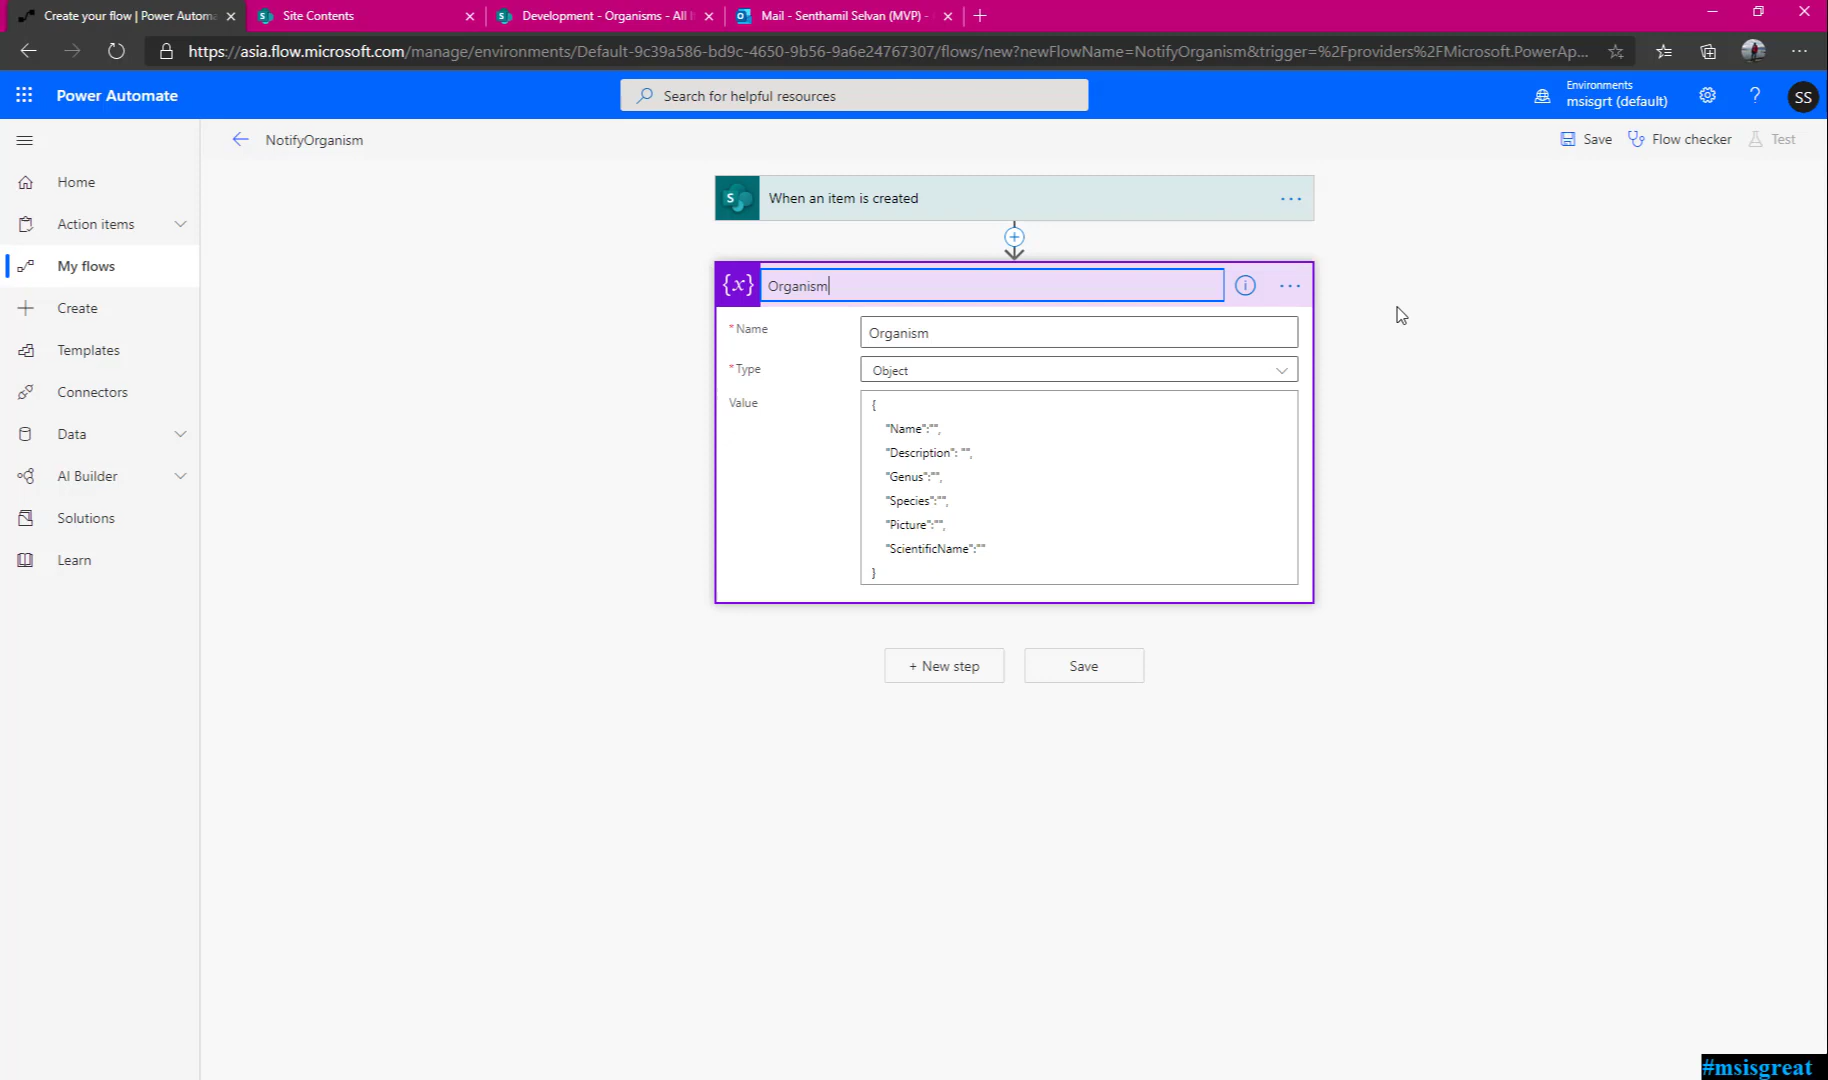 Create your flow | Power Automa
Site Contents
Development - Organisms - All I
Mail - Senthamil Selvan (MVP) -
https://asia.flow.microsoft.com/manage/environments/Default-9c39a586-bd9c-4650-9b56-9a6e24767307/flows/new?newFlowName=NotifyOrganism&trigger=%2Fproviders%2FMicrosoft.PowerAp...
Power Automate
Search for helpful resources
Environments
msisgrt (default)
SS
NotifyOrganism
Save
Flow checker
Test
Home
Action items
My flows
Create
Templates
Connectors
Data
AI Builder
Solutions
Learn
When an item is created
{x}
Organism
* Name
Organism
* Type
Object
Value
{
"Name":"",
"Description": "",
"Genus":"",
"Species":"",
"Picture":"",
"ScientificName":""
}
+ New step
Save
#msisgreat